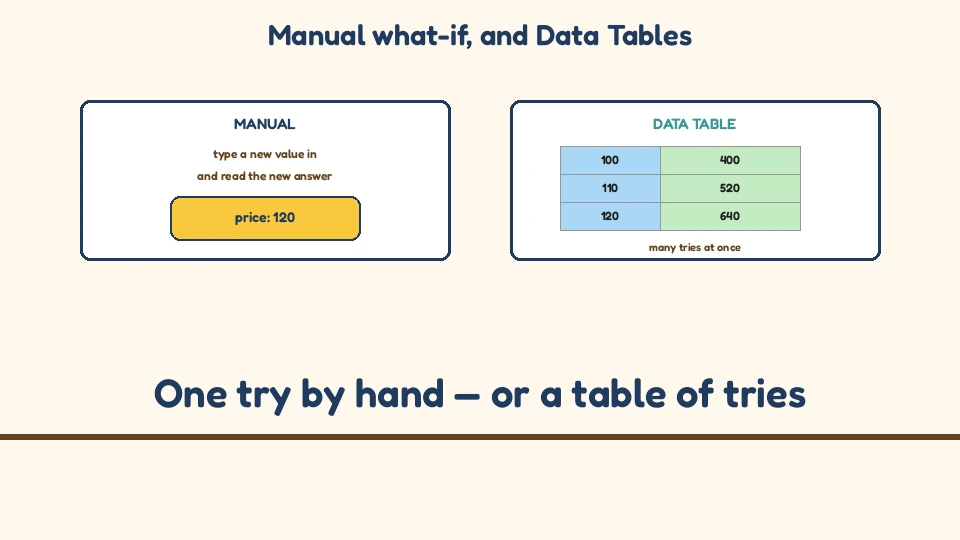 Manual what-if, and Data Tables
MANUAL
type a new value in
and read the new answer
price: 120
DATA TABLE
100 400
110 520
120 640
many tries at once
One try by hand — or a table of tries